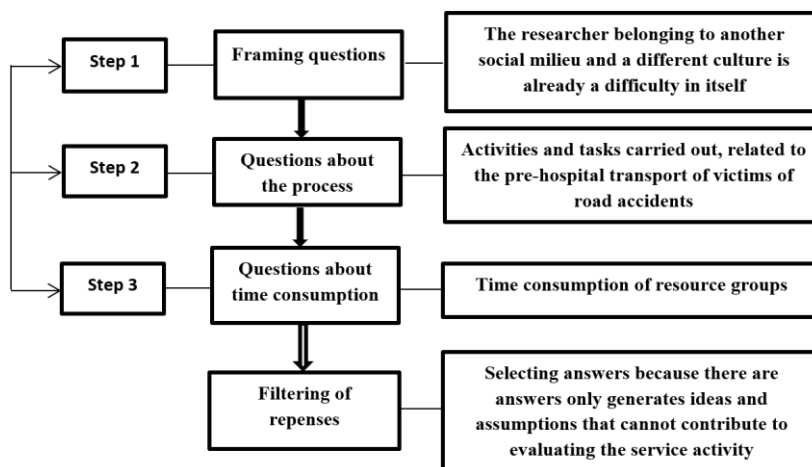 Step 1
Framing questions
The researcher belonging to another
social milieu and a different culture is
already a difficulty in itself
Step 2
Questions about
the process
Activities and tasks carried out, related to
the pre-hospital transport of victims of
road accidents
Step 3
Questions about
time consumption
Time consumption of resource groups
Filtering of
repenses
Selecting answers because there are
answers only generates ideas and
assumptions that cannot contribute to
evaluating the service activity